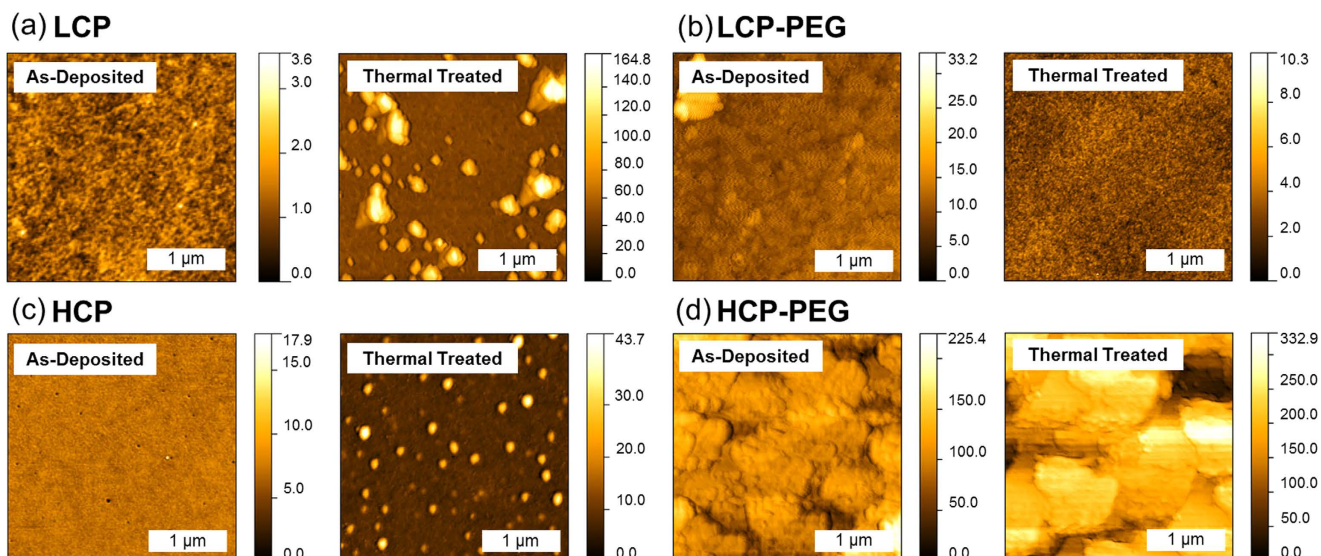 (a) LCP
As-Deposited
1 µm
3.6
3.0
2.0
1.0
0.0
Thermal Treated
1 µm
164.8
140.0
120.0
100.0
80.0
60.0
40.0
20.0
0.0
(b) LCP-PEG
As-Deposited
1 µm
33.2
25.0
20.0
15.0
10.0
5.0
0.0
Thermal Treated
1 µm
10.3
8.0
6.0
4.0
2.0
0.0
(c) HCP
As-Deposited
1 µm
17.9
15.0
10.0
5.0
0.0
Thermal Treated
1 µm
43.7
30.0
20.0
10.0
0.0
(d) HCP-PEG
As-Deposited
1 µm
225.4
150.0
100.0
50.0
0.0
Thermal Treated
1 µm
332.9
250.0
200.0
150.0
100.0
50.0
0.0